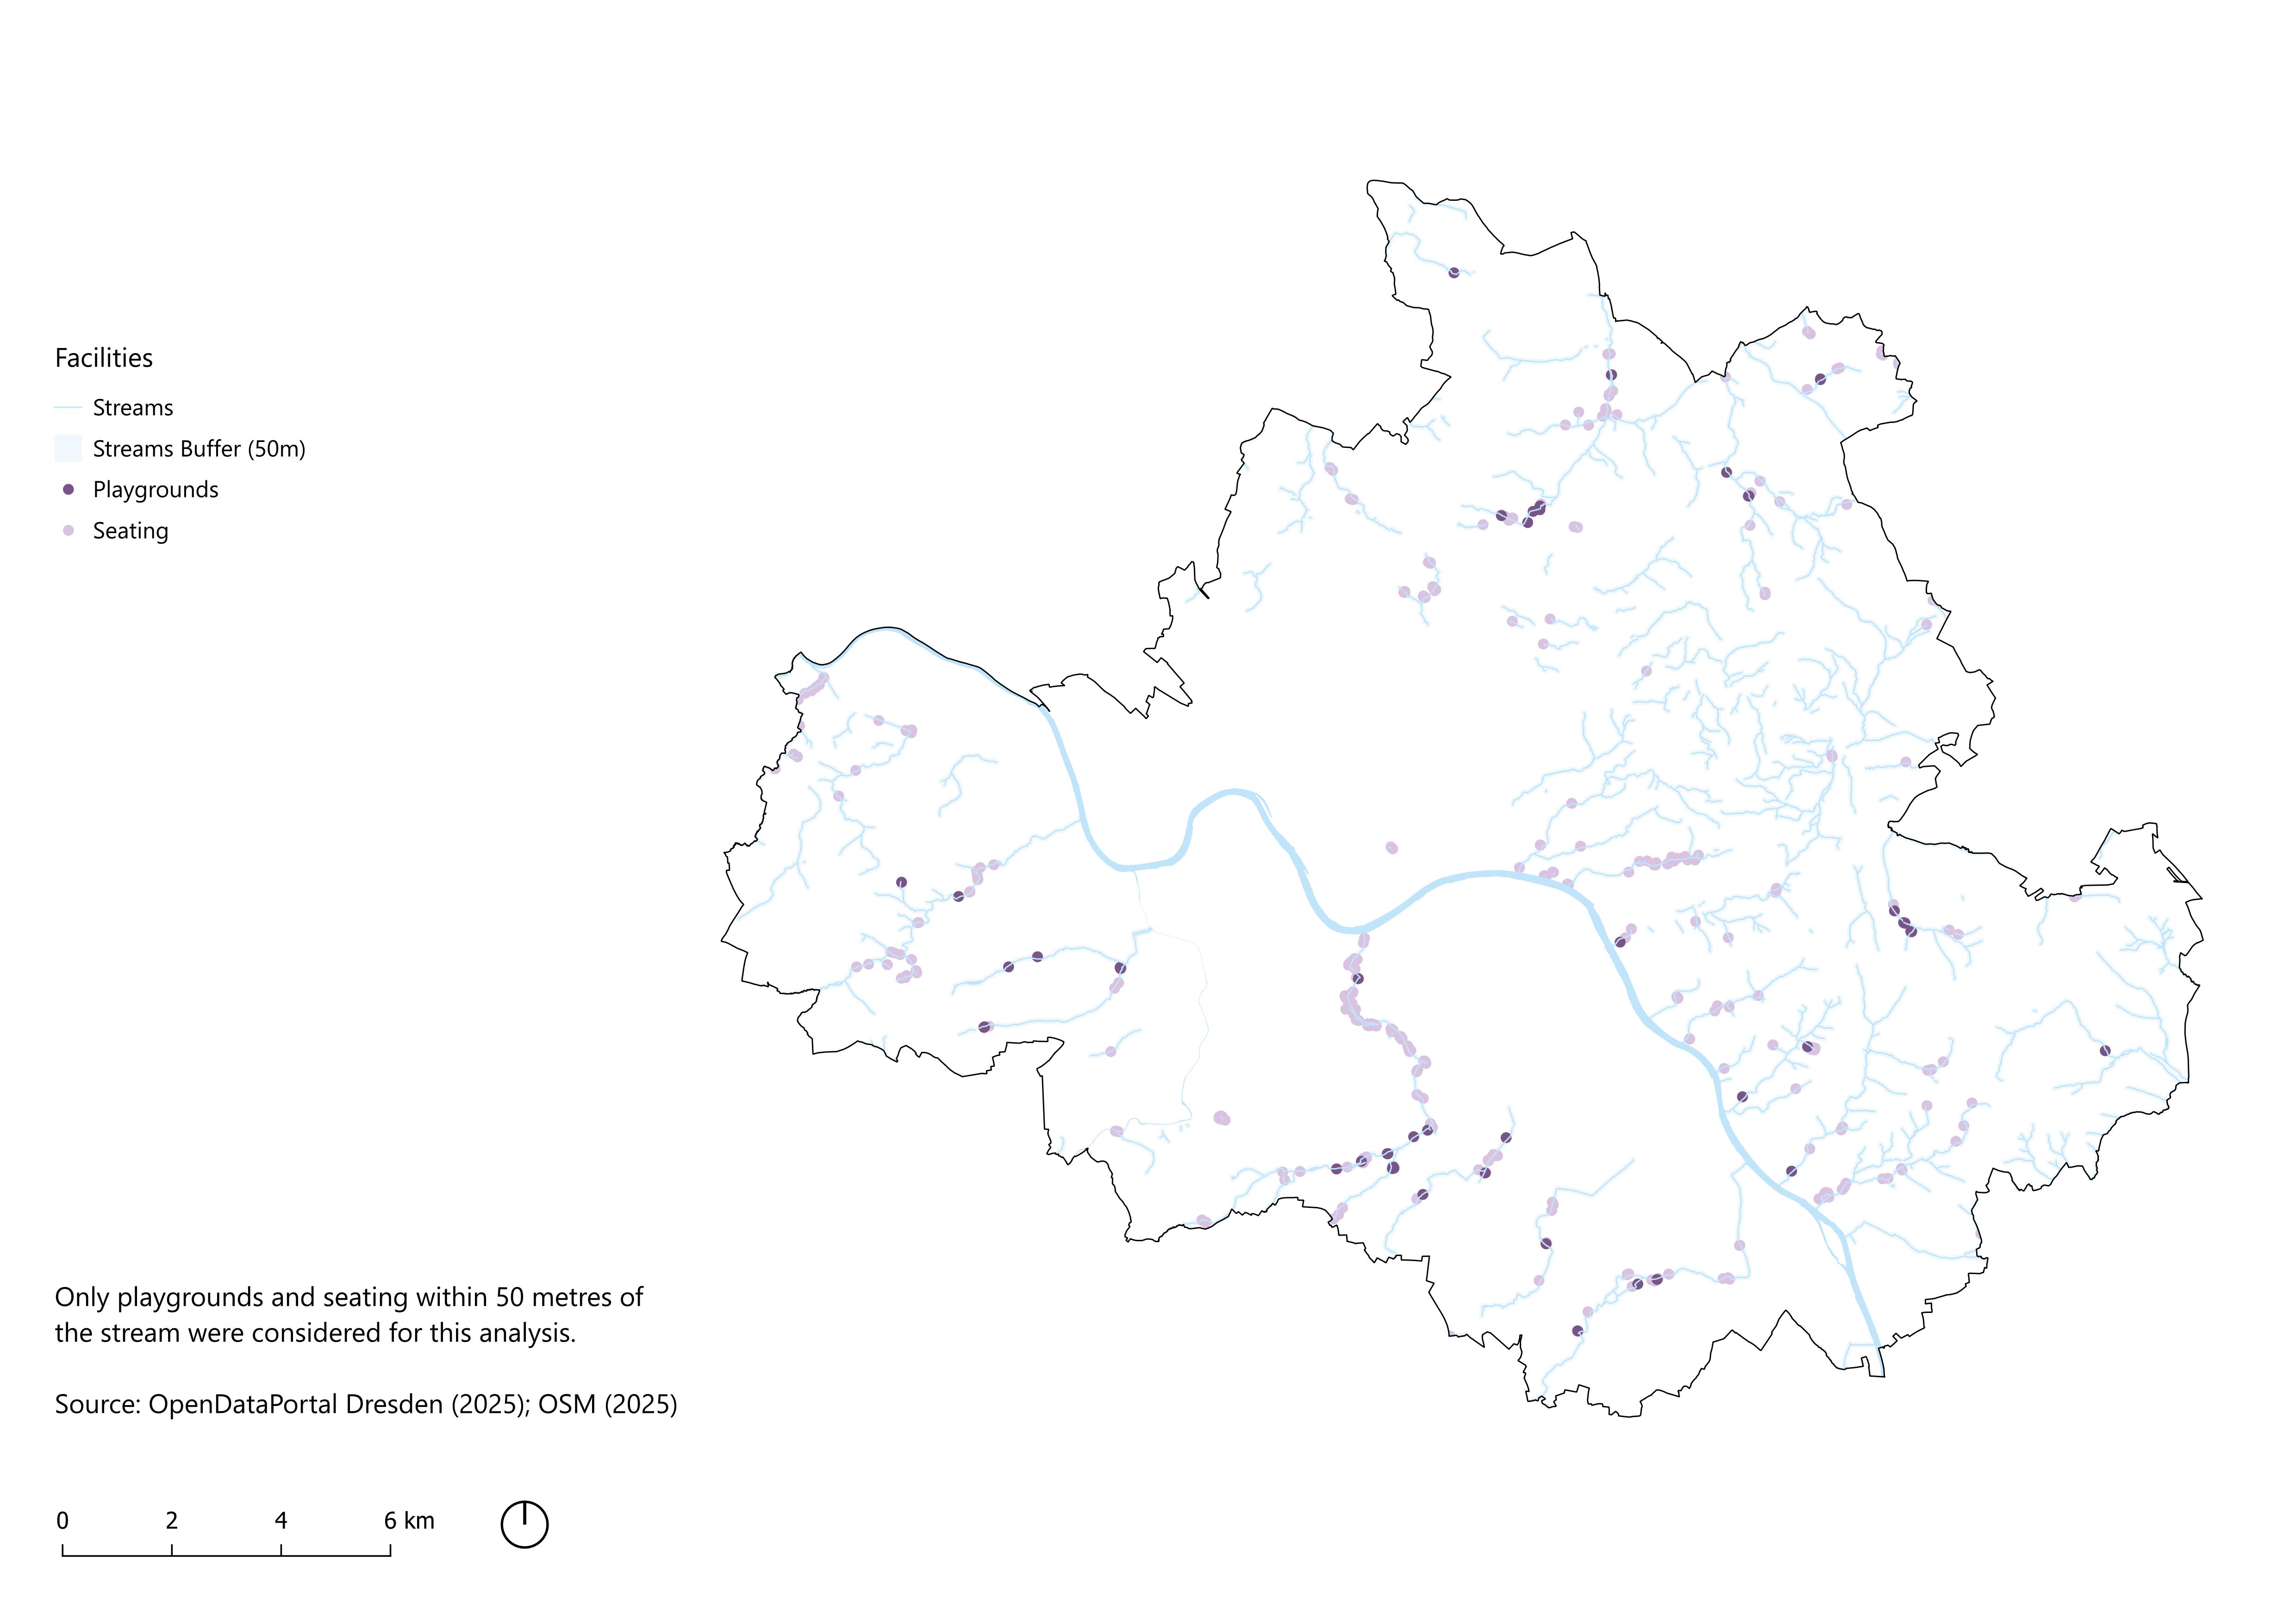 Facilities
Streams
Streams Buffer (50m)
Playgrounds
Seating
Only playgrounds and seating within 50 metres of
the stream were considered for this analysis.
Source: OpenDataPortal Dresden (2025); OSM (2025)
0 2 4 6 km